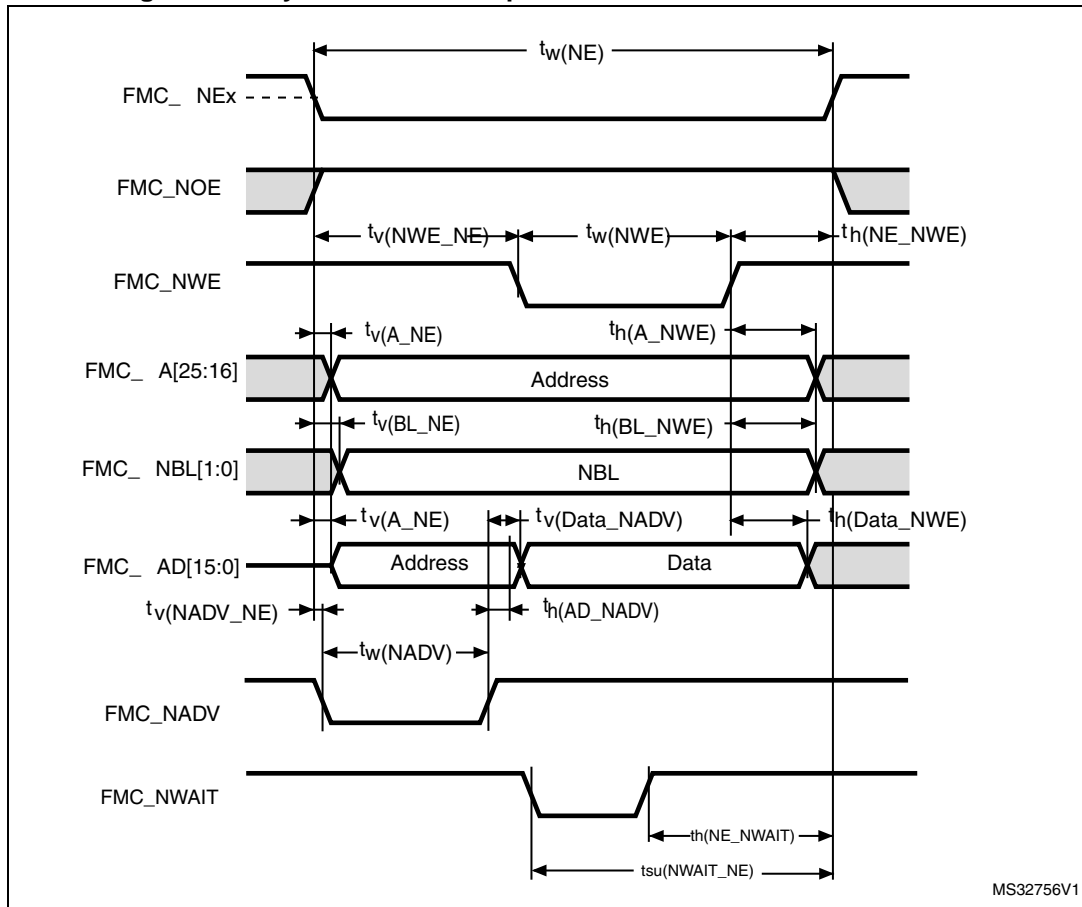 tw(NE)
FMC_ NEx
FMC_NOE
tv(NWE_NE) tw(NWE) th(NE_NWE)
FMC_NWE
tv(A_NE) th(A_NWE)
FMC_ A[25:16] Address
tv(BL_NE) th(BL_NWE)
FMC_ NBL[1:0] NBL
tv(A_NE) tv(Data_NADV) th(Data_NWE)
FMC_ AD[15:0] Address Data
tv(NADV_NE) th(AD_NADV)
tw(NADV)
FMC_NADV
FMC_NWAIT
th(NE_NWAIT)
tsu(NWAIT_NE)
MS32756V1